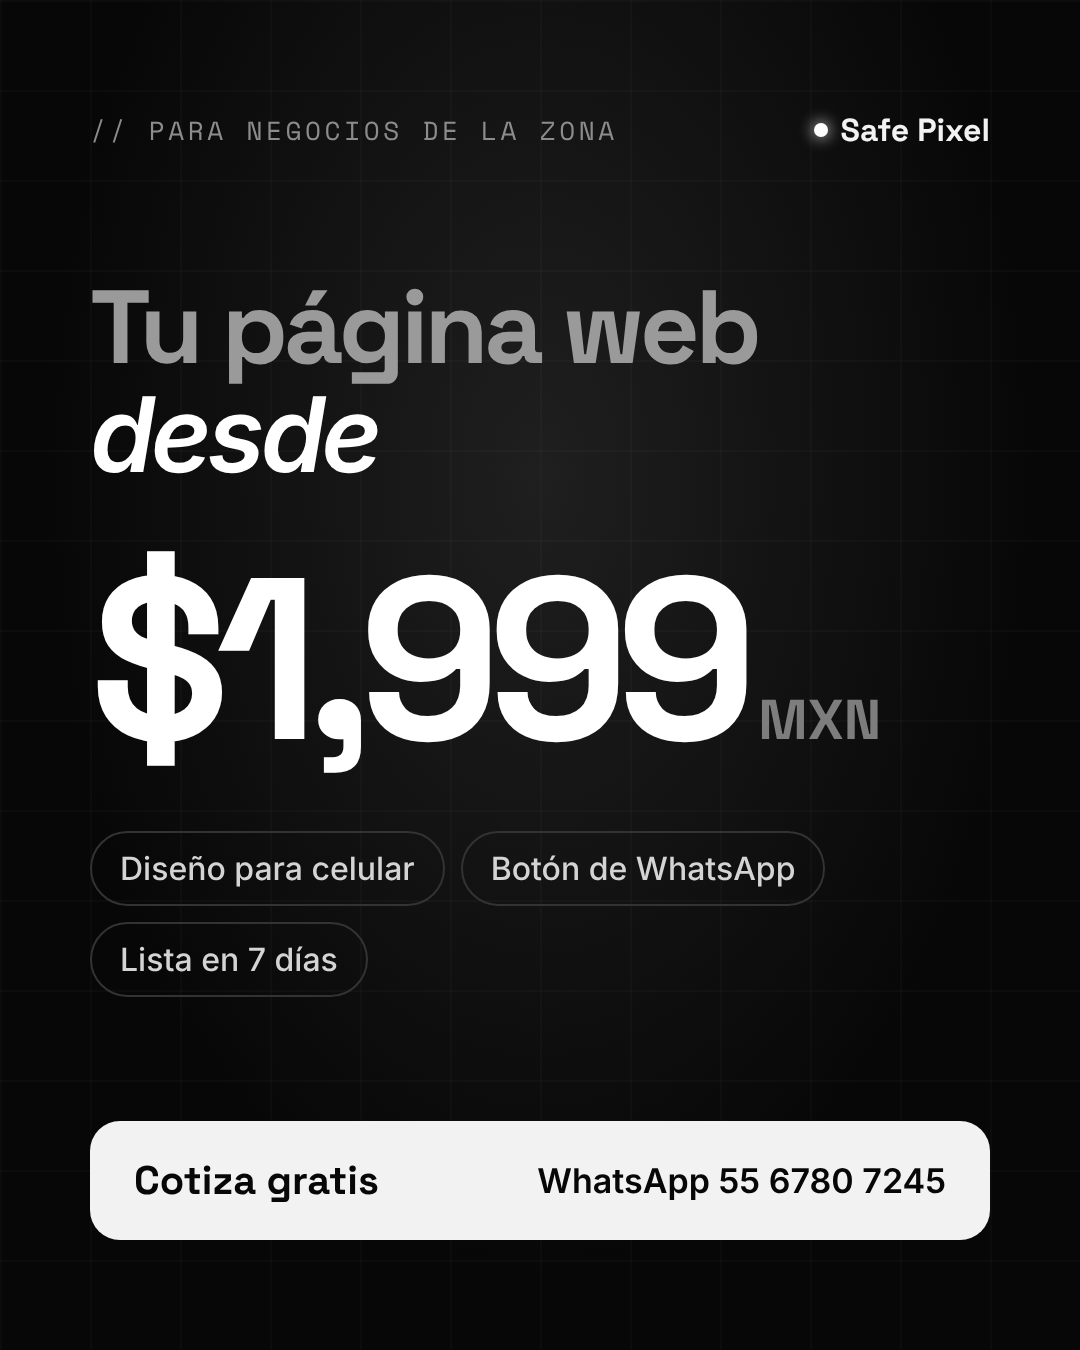 // PARA NEGOCIOS DE LA ZONA
Safe Pixel
Tu página web
desde
$1,999 MXN
Diseño para celular
Botón de WhatsApp
Lista en 7 días
Cotiza gratis
WhatsApp 55 6780 7245